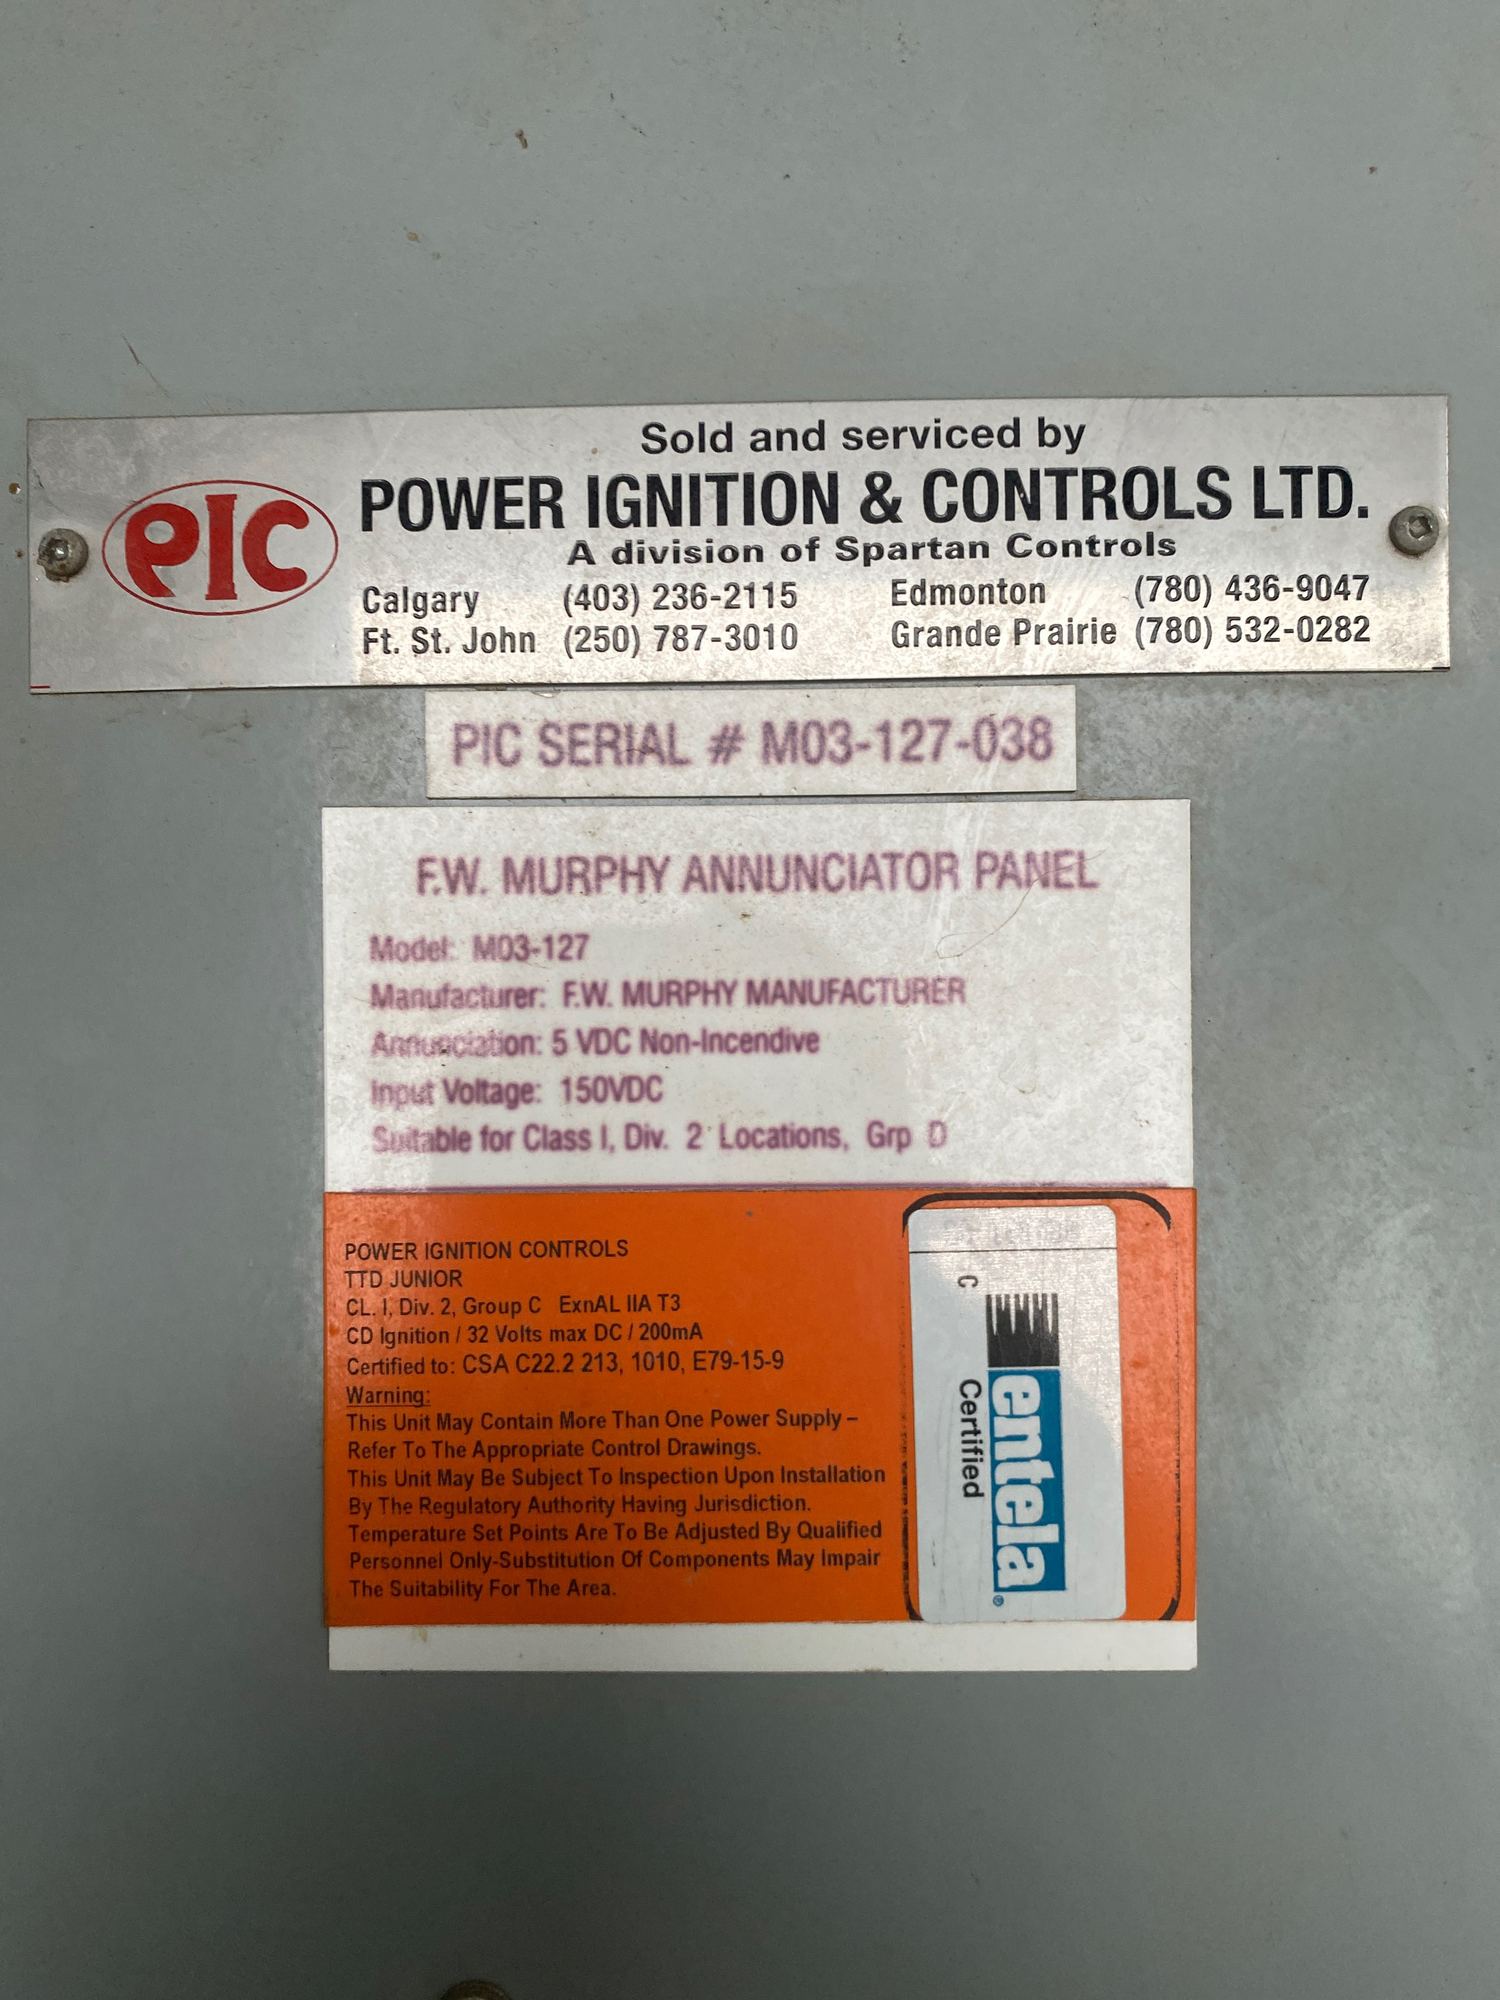 Sold and serviced by
PIC
POWER IGNITION & CONTROLS LTD.
A division of Spartan Controls
Calgary (403) 236-2115 Edmonton (780) 436-9047
Ft. St. John (250) 787-3010 Grande Prairie (780) 532-0282
PIC SERIAL # M03-127-038
F.W. MURPHY ANNUNCIATOR PANEL
Model: M03-127
Manufacturer: F.W. MURPHY MANUFACTURER
Annunciation: 5 VDC Non-Incendive
Input Voltage: 150VDC
Suitable for Class I, Div. 2 Locations, Grp D
POWER IGNITION CONTROLS
TTD JUNIOR
CL. I, Div. 2, Group C ExnAL IIA T3
CD Ignition / 32 Volts max DC / 200mA
Certified to: CSA C22.2 213, 1010, E79-15-9
Warning:
This Unit May Contain More Than One Power Supply –
Refer To The Appropriate Control Drawings.
This Unit May Be Subject To Inspection Upon Installation
By The Regulatory Authority Having Jurisdiction.
Temperature Set Points Are To Be Adjusted By Qualified
Personnel Only-Substitution Of Components May Impair
The Suitability For The Area.
entela®
C Certified